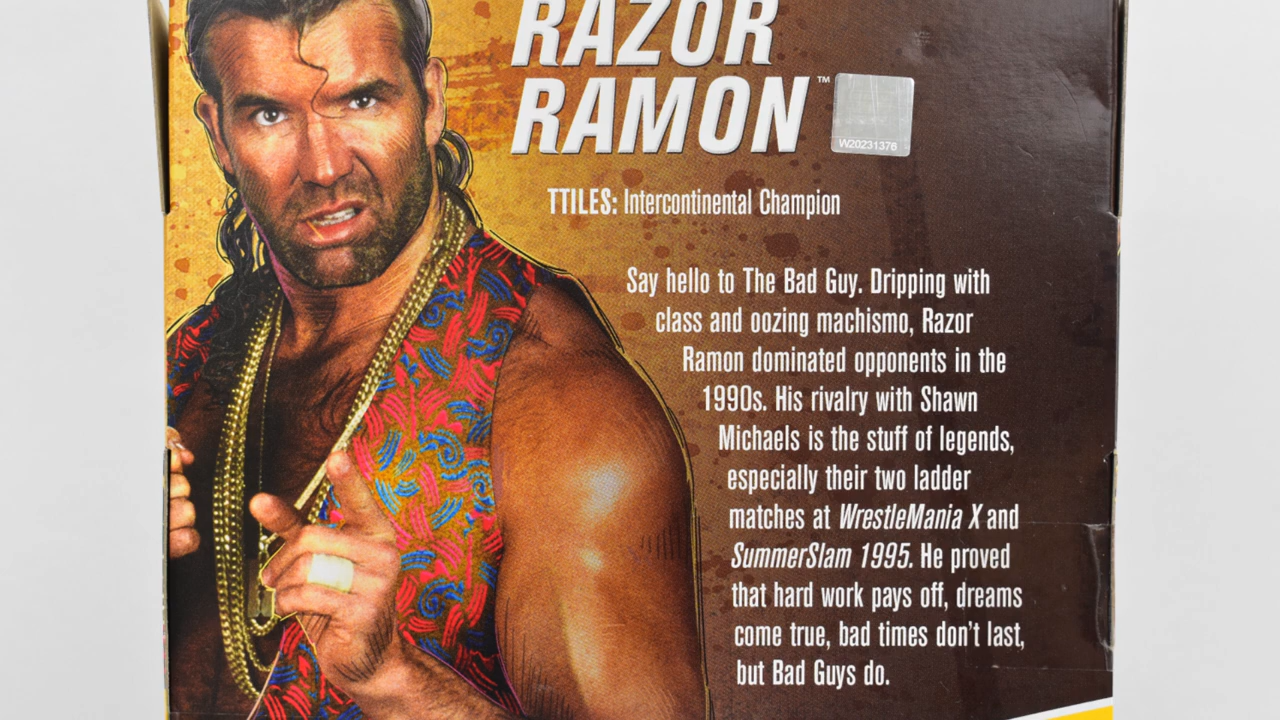 RAZOR
RAMON™
W20231376
TTILES: Intercontinental Champion
Say hello to The Bad Guy. Dripping with
class and oozing machismo, Razor
Ramon dominated opponents in the
1990s. His rivalry with Shawn
Michaels is the stuff of legends,
especially their two ladder
matches at WrestleMania X and
SummerSlam 1995. He proved
that hard work pays off, dreams
come true, bad times don't last,
but Bad Guys do.